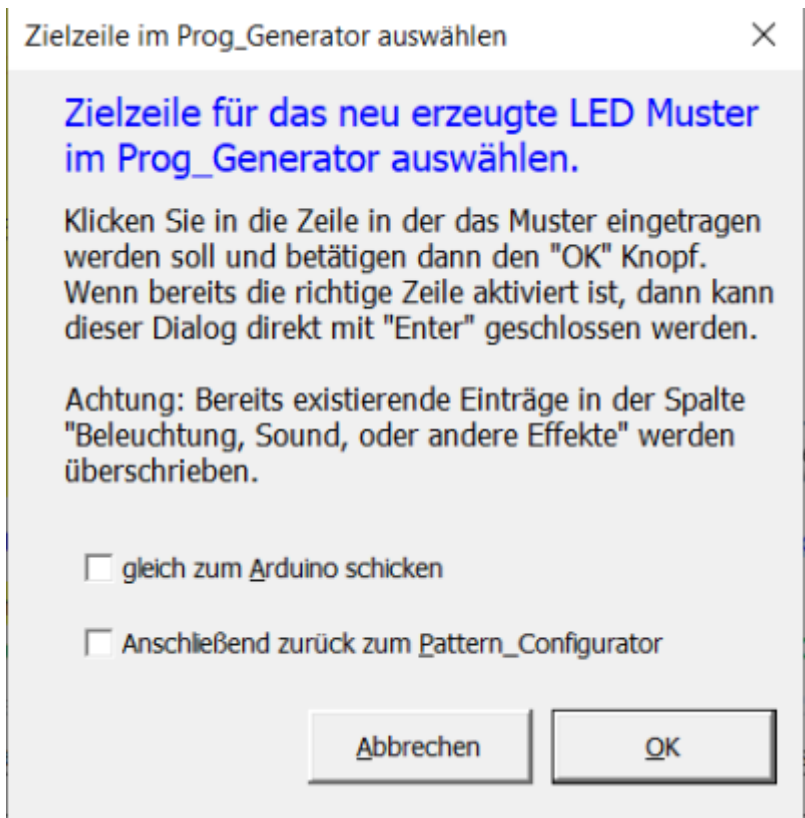 Zielzeile im Prog_Generator auswählen
Zielzeile für das neu erzeugte LED Muster
im Prog_Generator auswählen.
Klicken Sie in die Zeile in der das Muster eingetragen
werden soll und betätigen dann den "OK" Knopf.
Wenn bereits die richtige Zeile aktiviert ist, dann kann
dieser Dialog direkt mit "Enter" geschlossen werden.
Achtung: Bereits existierende Einträge in der Spalte
"Beleuchtung, Sound, oder andere Effekte" werden
überschrieben.
gleich zum Arduino schicken
Anschließend zurück zum Pattern_Configurator
Abbrechen OK